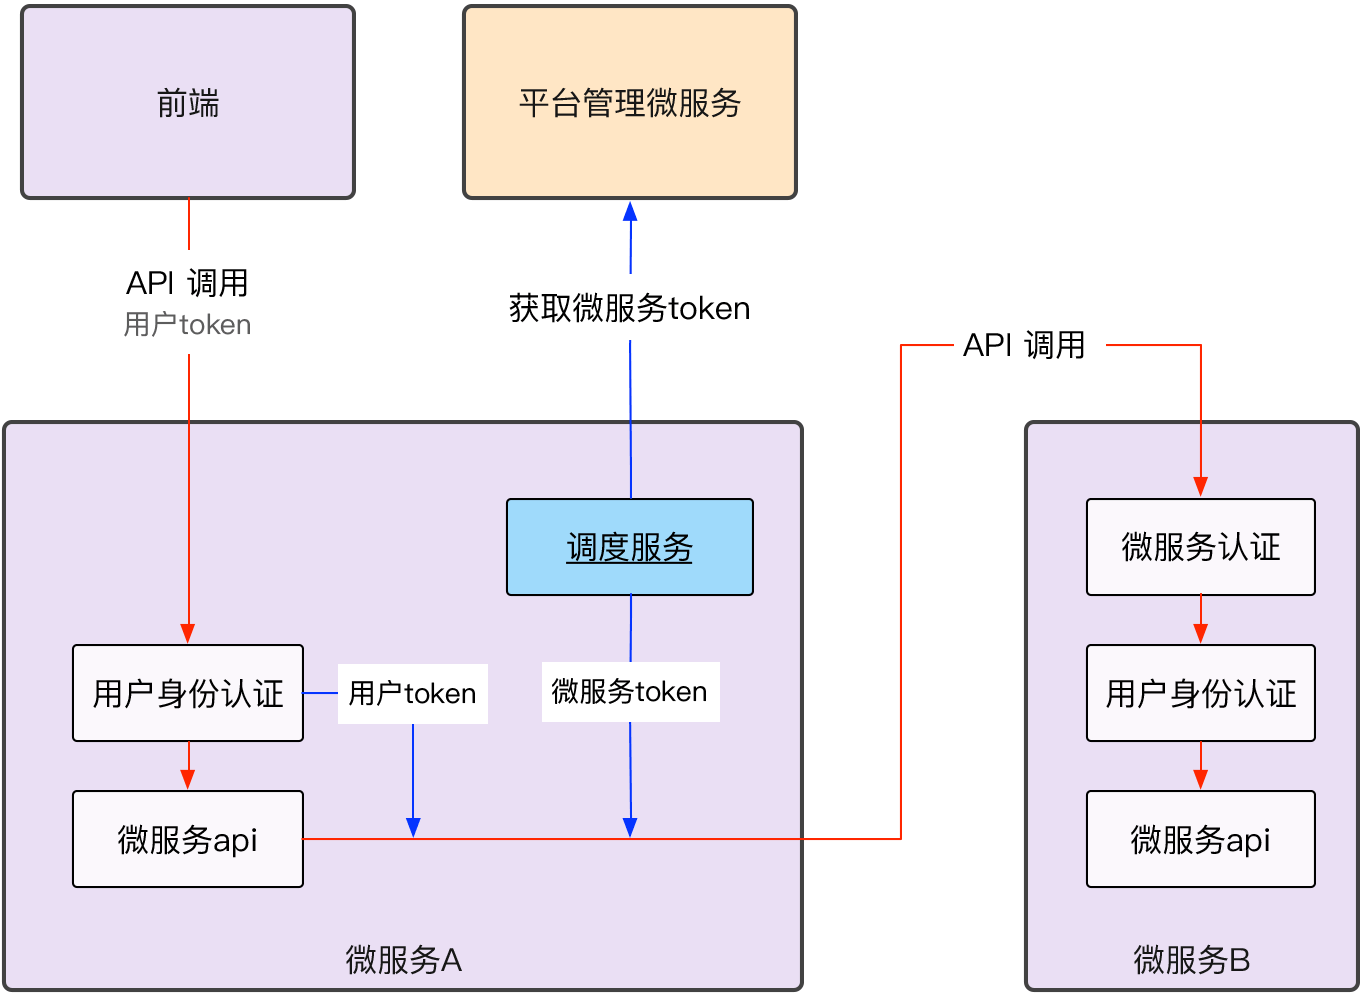 前端
平台管理微服务
API 调用
用户token
获取微服务token
API 调用
调度服务
微服务认证
用户身份认证
用户token
微服务token
用户身份认证
微服务api
微服务api
微服务A
微服务B